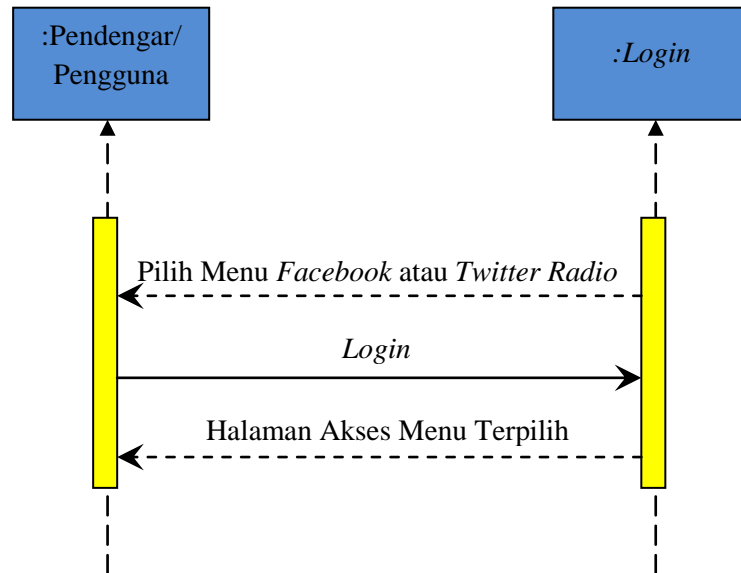 :Pendengar/
Pengguna
:Login
Pilih Menu Facebook atau Twitter Radio
Login
Halaman Akses Menu Terpilih